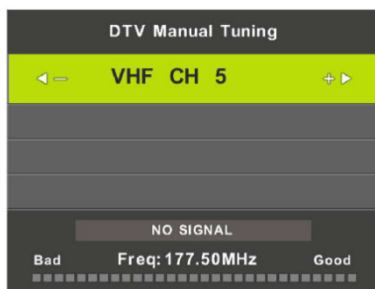 DTV Manual Tuning
VHF CH 5
NO SIGNAL
Bad Freq:177.50MHz Good